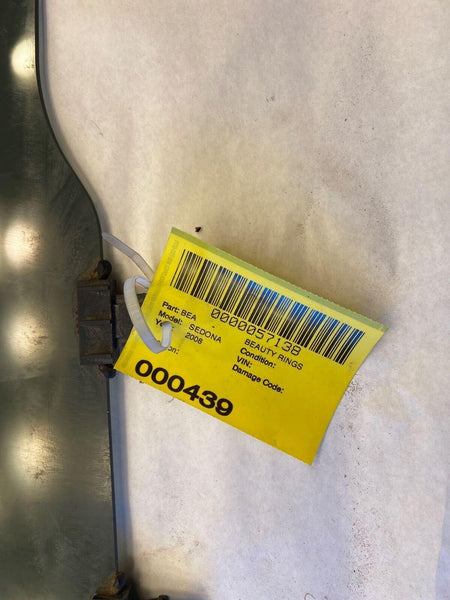 0000057138
Part: BEA - BEAUTY RINGS
Model: SEDONA Condition:
2008 VIN:
Damage Code:
000439